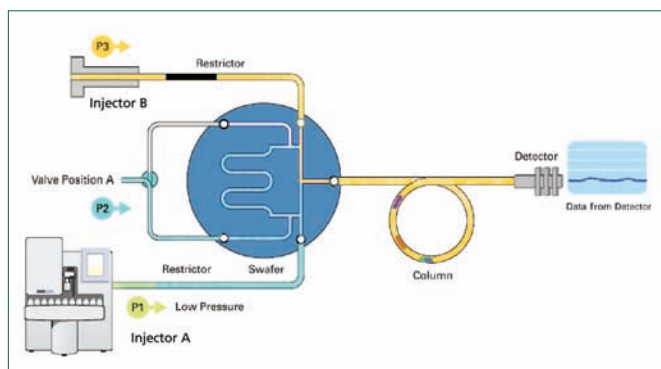 P3
Restrictor
Injector B
Valve Position A
P2
Detector
Data from Detector
Restrictor
Swafer
Column
P1
Low Pressure
Injector A